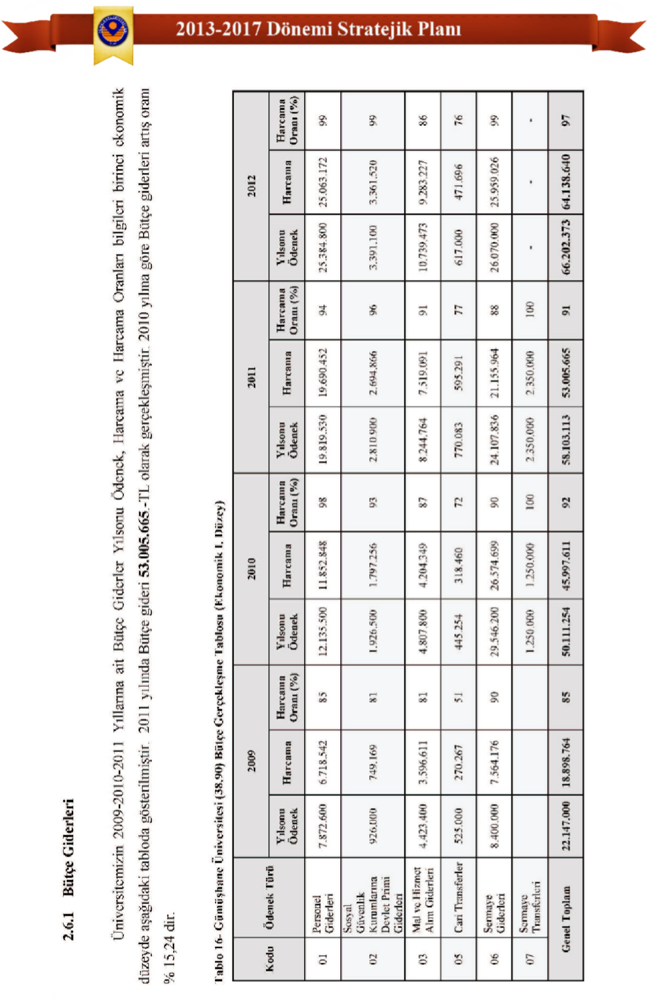 2013-2017 Dönemi Stratejik Planı
2.6.1 Bütçe Giderleri
Üniversitemizin 2009-2010-2011 Yıllarına ait Bütçe Giderler Yılsonu Ödenek, Harcama ve Harcama Oranları bilgileri birinci ekonomik
düzeyde aşağıdaki tabloda gösterilmiştir. 2011 yılında Bütçe gideri 53.005.665.-TL olarak gerçekleşmiştir. 2010 yılına göre Bütçe giderleri artış oranı
% 15,24 dir.
Tablo 16- Gümüşhane Üniversitesi (38.90) Bütçe Gerçekleşme Tablosu (Ekonomik I. Düzey)
Kodu Ödenek Türü 2009 2010 2011 2012
Yılsonu Ödenek Harcama Harcama Oranı (%) Yılsonu Ödenek Harcama Harcama Oranı (%) Yılsonu Ödenek Harcama Harcama Oranı (%) Yılsonu Ödenek Harcama Harcama Oranı (%)
01 Personel Giderleri 7.872.600 6.718.542 85 12.135.500 11.852.848 98 19.819.530 19.690.452 94 25.384.800 25.063.172 99
02 Sosyal Güvenlik Kurumlarına Devlet Primi Giderleri 926.000 749.169 81 1.926.500 1.797.256 93 2.810.900 2.694.866 96 3.391.100 3.361.520 99
03 Mal ve Hizmet Alım Giderleri 4.423.400 3.596.611 81 4.807.800 4.204.349 87 8.244.764 7.519.091 91 10.739.473 9.283.227 86
05 Cari Transferler 525.000 270.267 51 445.254 318.460 72 770.083 595.291 77 617.000 471.696 76
06 Sermaye Giderleri 8.400.000 7.564.176 90 29.546.200 26.574.699 90 24.107.836 21.155.964 88 26.070.000 25.959.026 99
07 Sermaye Transferleri 1.250.000 1.250.000 100 2.350.000 2.350.000 100 - - -
Genel Toplam 22.147.000 18.898.764 85 50.111.254 45.997.611 92 58.103.113 53.005.665 91 66.202.373 64.138.640 97